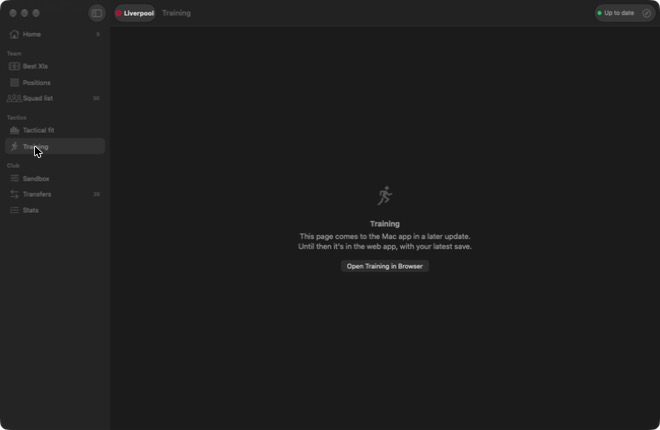 Liverpool
Training
Up to date
Home
Team
Best XIs
Positions
Squad list
Tactics
Tactical fit
Training
Club
Sandbox
Transfers
Stats
Training
This page comes to the Mac app in a later update.
Until then it's in the web app, with your latest save.
Open Training in Browser